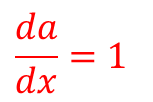 da/dx = 1